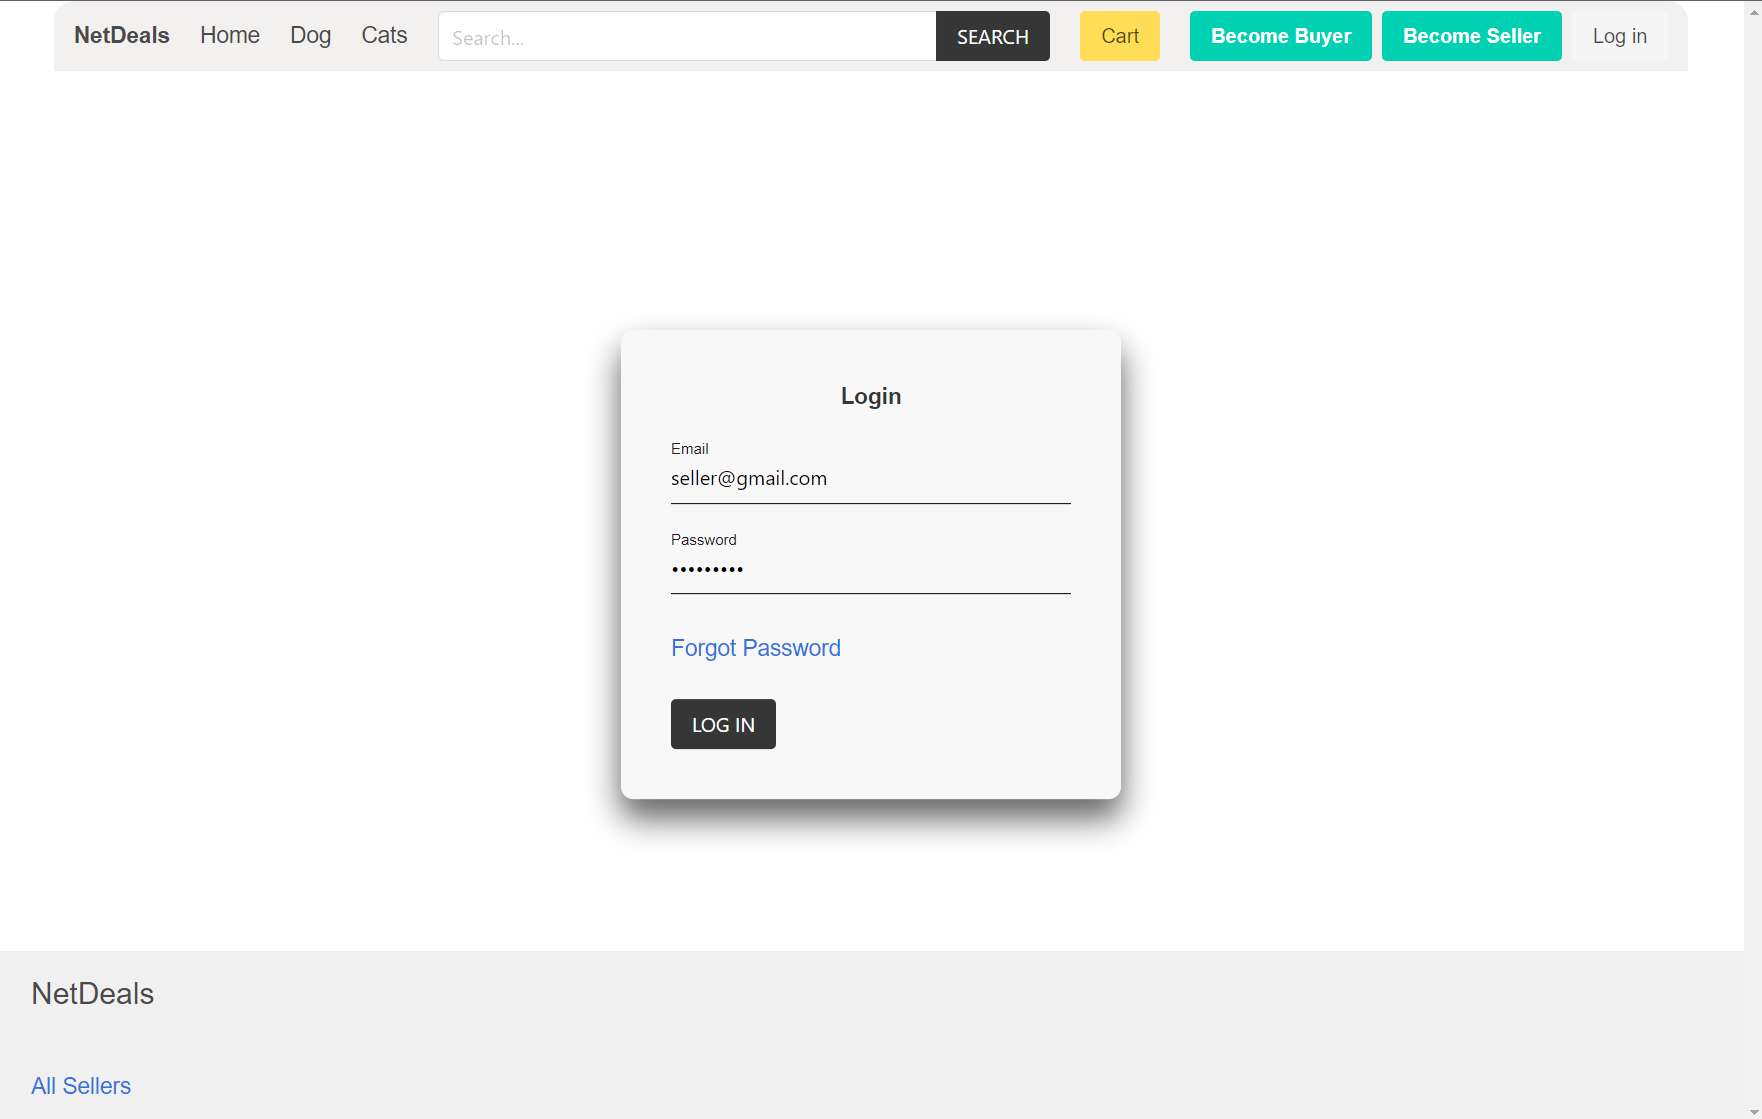 NetDeals Home Dog Cats Search... SEARCH Cart Become Buyer Become Seller Log in
Login
Email
seller@gmail.com
Password
•••••••••
Forgot Password
LOG IN
NetDeals
All Sellers